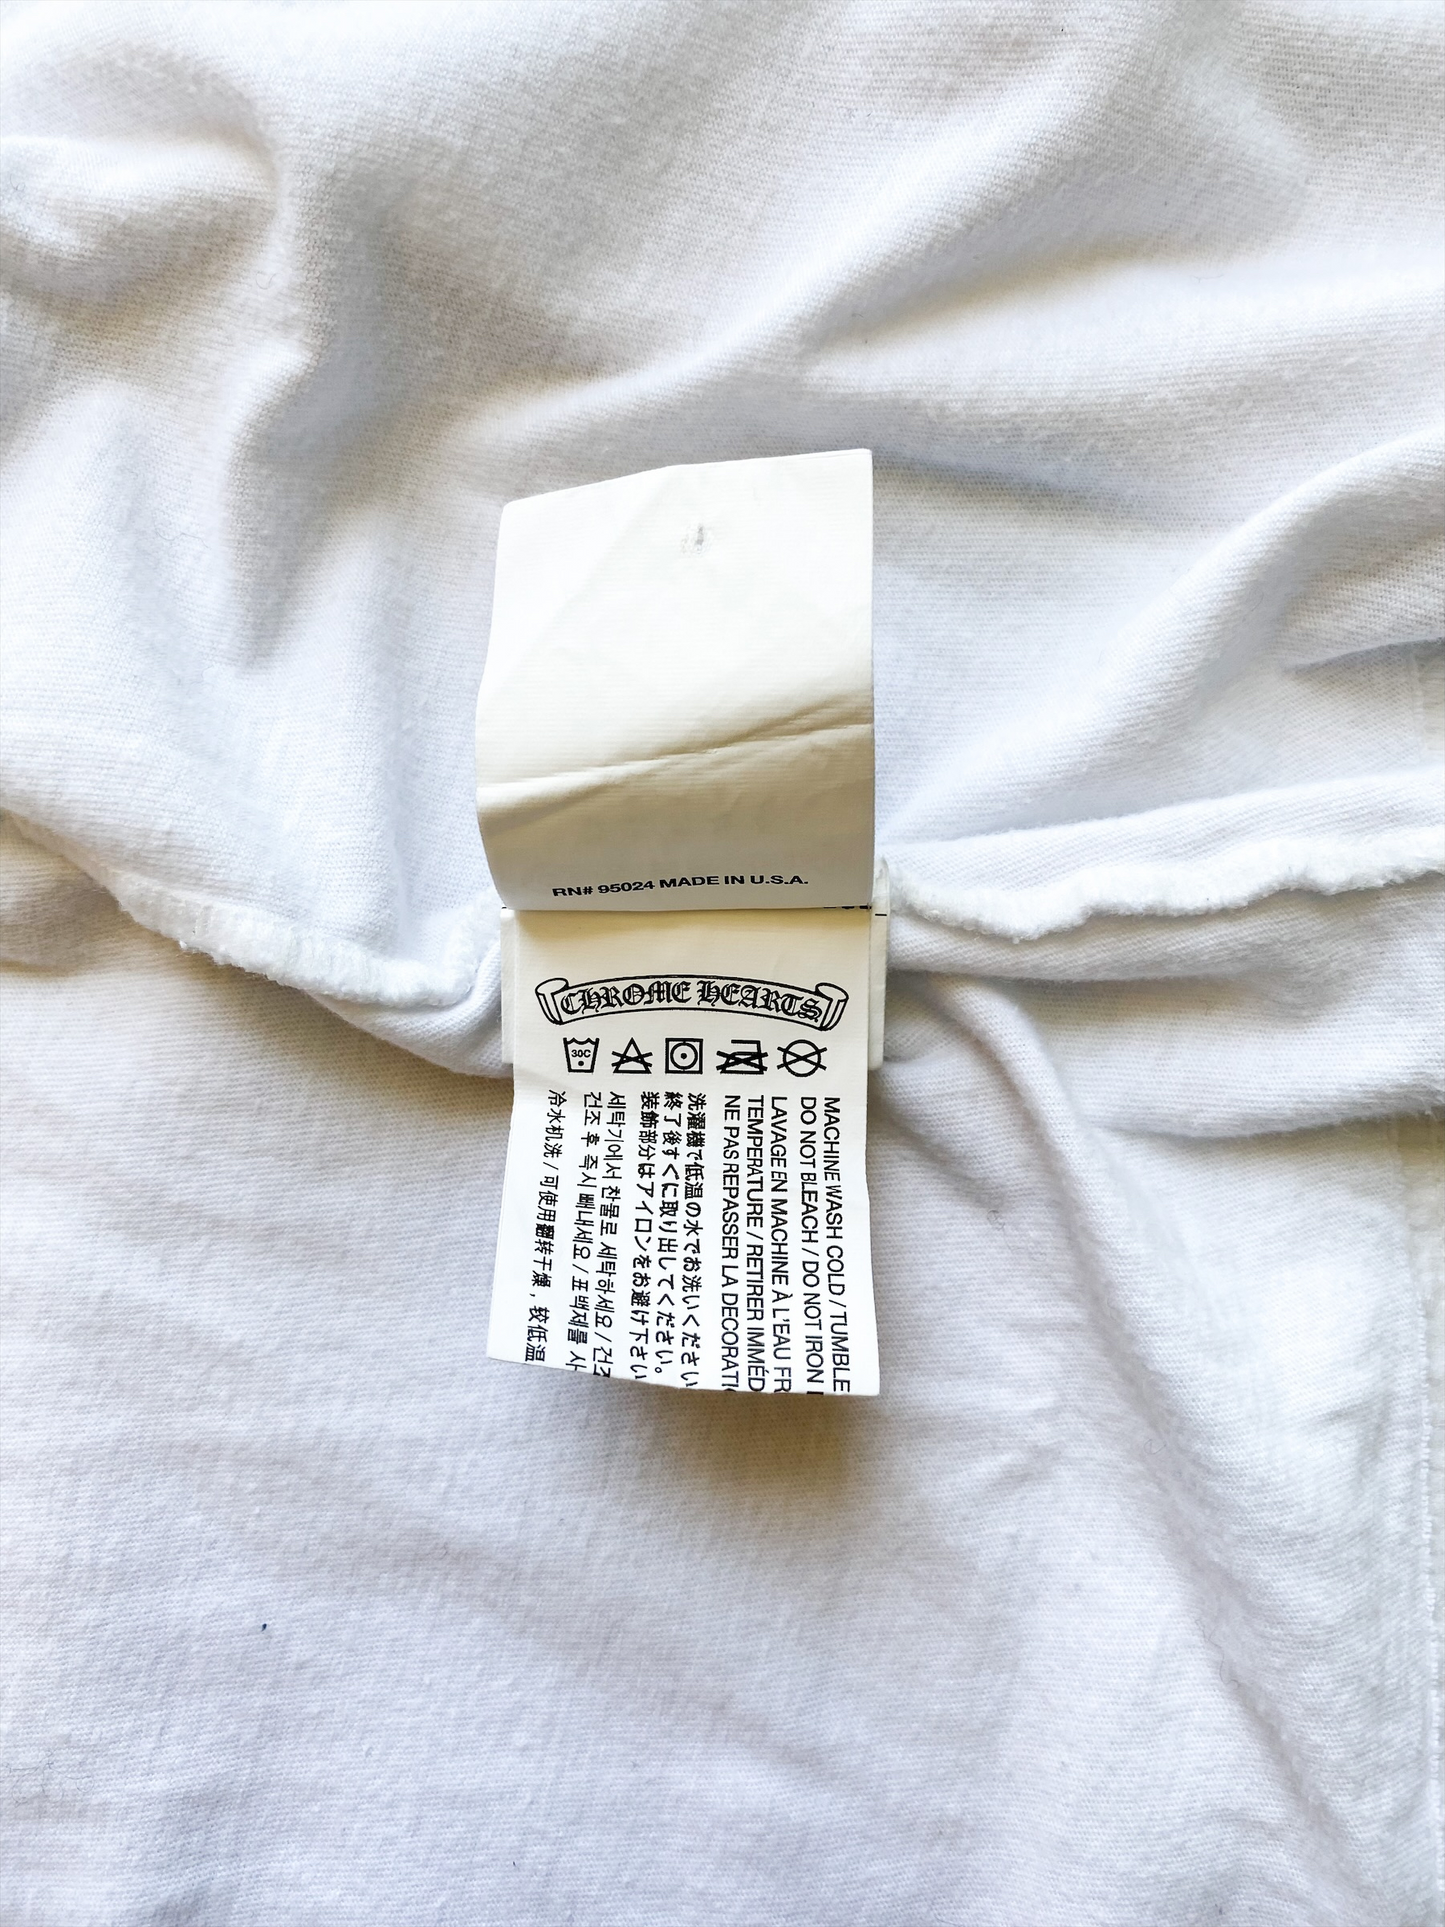 RN# 95024 MADE IN U.S.A.
CHROME HEARTS
30C
MACHINE WASH COLD / TUMBLE
DO NOT BLEACH / DO NOT IRON
LAVAGE EN MACHINE À L'EAU FR
TEMPERATURE / RETIRER IMMÉD
NE PAS REPASSER LA DECORATI
洗濯機で低温の水でお洗いください
終了後すぐに取り出してください。
装飾部分はアイロンをお避け下さい
세탁기에서 찬물로 세탁하세요 / 건조
건조 후 즉시 빼내세요 / 표백제를 사
冷水机洗 / 可使用翻转干燥，较低温